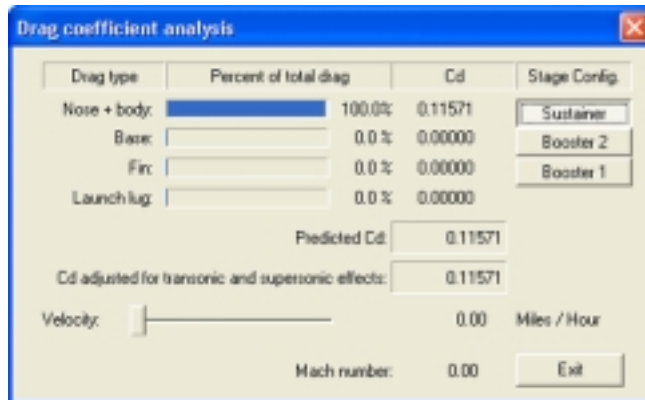 Drag coefficient analysis
Drag type Percent of total drag Cd Stage Config.
Nose + body: 100.0% 0.11571 Sustainer
Base: 0.0 % 0.00000 Booster 2
Fin: 0.0 % 0.00000 Booster 1
Launch lug: 0.0 % 0.00000
Predicted Cd: 0.11571
Cd adjusted for transonic and supersonic effects: 0.11571
Velocity: 0.00 Miles / Hour
Mach number: 0.00 Exit